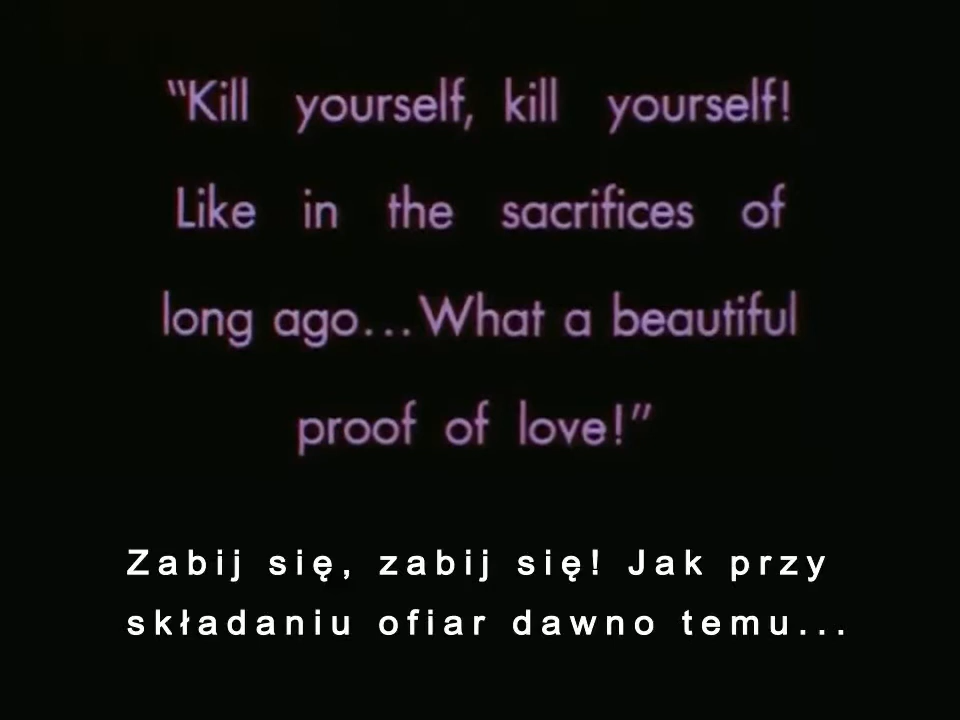 “Kill yourself, kill yourself!
Like in the sacrifices of
long ago...What a beautiful
proof of love!”
Zabij się, zabij się! Jak przy
składaniu ofiar dawno temu...